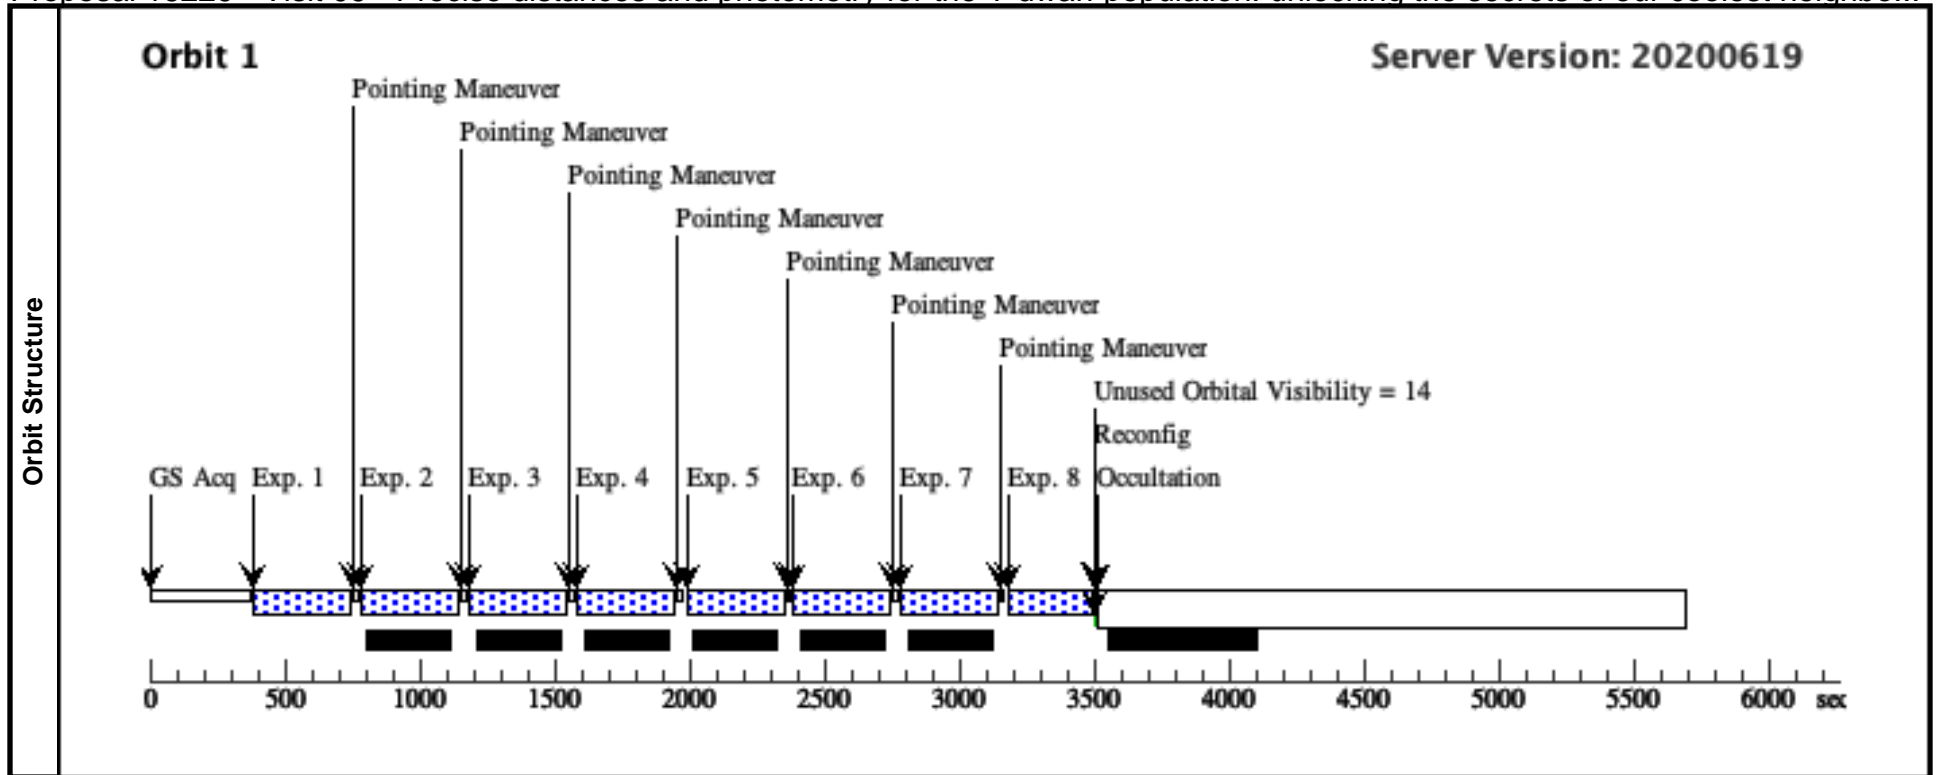 Orbit 1
Server Version: 20200619
Pointing Maneuver
Pointing Maneuver
Pointing Maneuver
Pointing Maneuver
Pointing Maneuver
Pointing Maneuver
Pointing Maneuver
Unused Orbital Visibility = 14
Reconfig
GS Acq Exp. 1 Exp. 2 Exp. 3 Exp. 4 Exp. 5 Exp. 6 Exp. 7 Exp. 8 Occultation
Orbit Structure
0 500 1000 1500 2000 2500 3000 3500 4000 4500 5000 5500 6000 sec